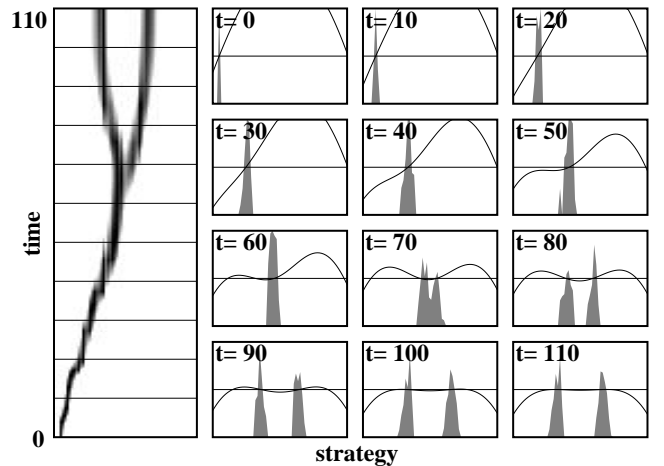 110
t= 0
t= 10
t= 20
t= 30
t= 40
t= 50
time
t= 60
t= 70
t= 80
t= 90
t= 100
t= 110
0
strategy